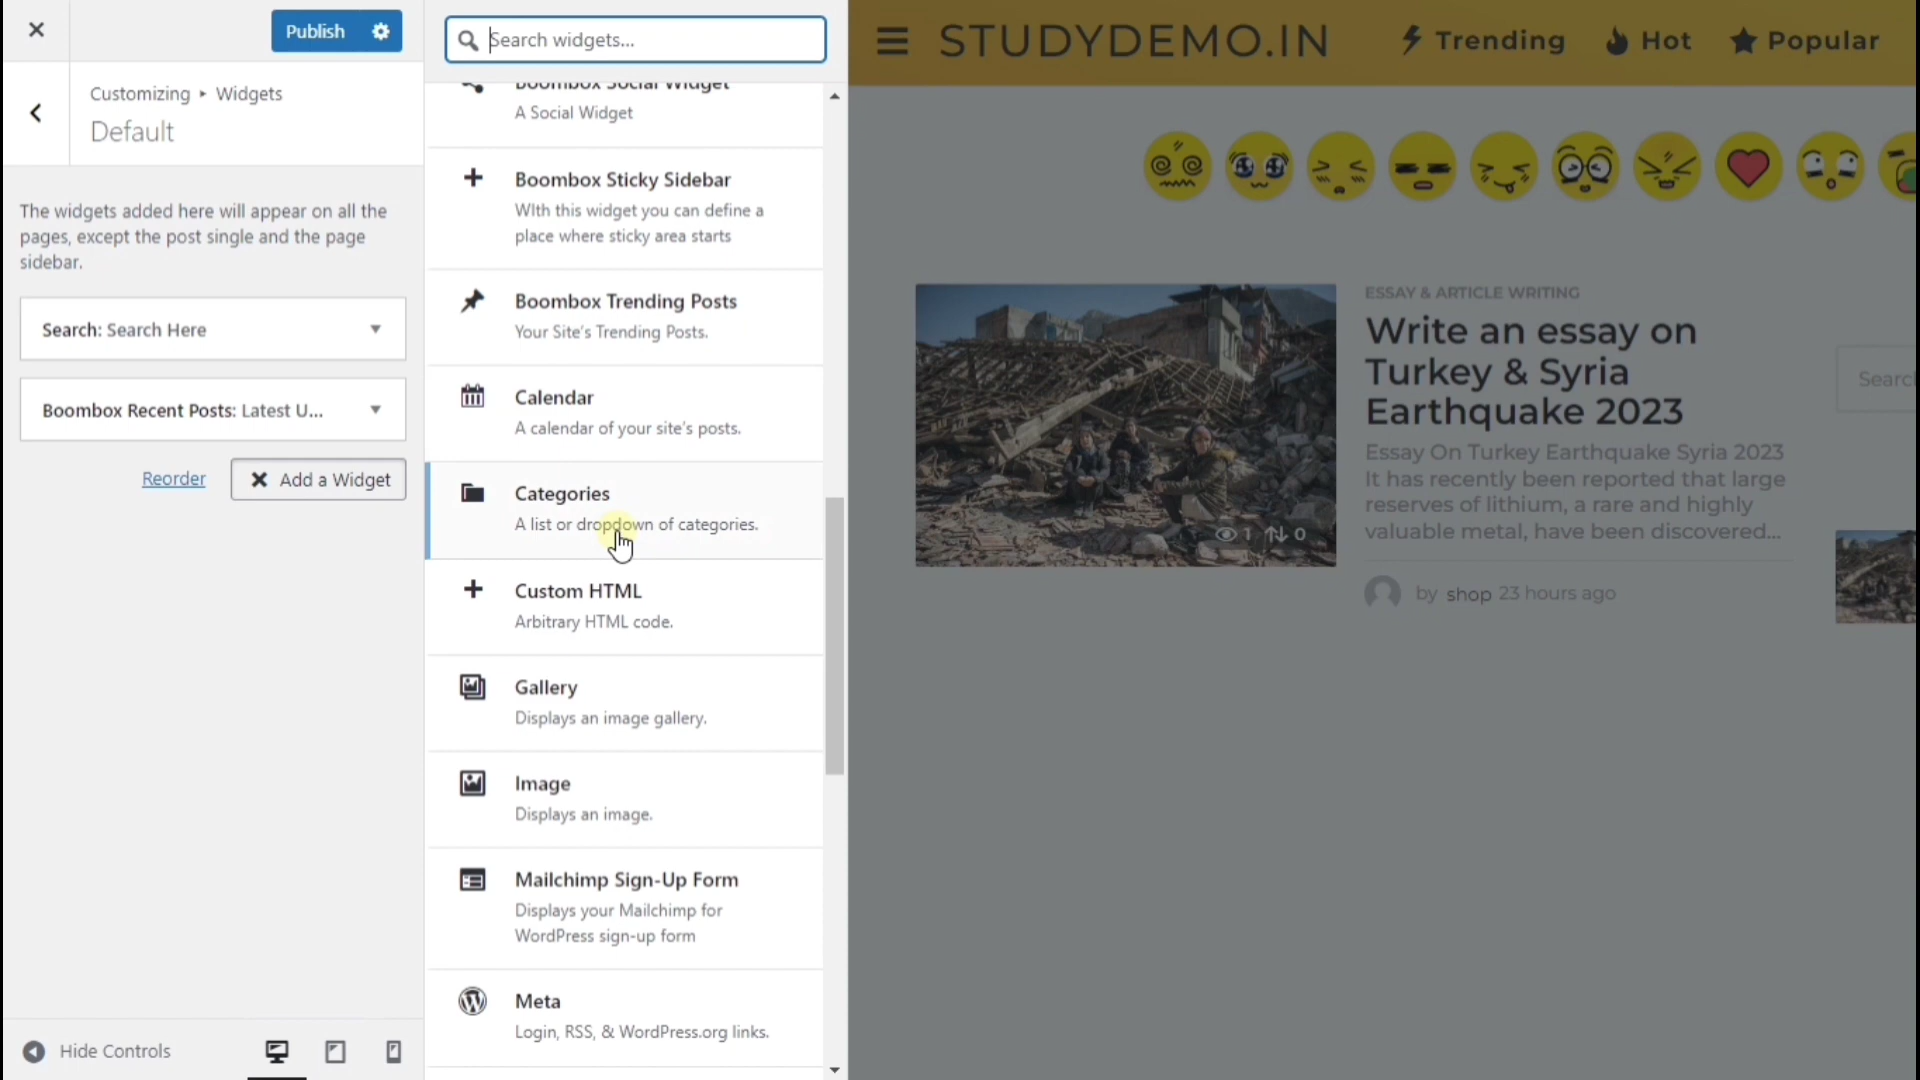 Publish
Customizing ▸ Widgets
Default
The widgets added here will appear on all the
pages, except the post single and the page
sidebar.
Search: Search Here
Boombox Recent Posts: Latest U...
Reorder
Add a Widget
Hide Controls
Search widgets...
Boombox Social Widget
A Social Widget
Boombox Sticky Sidebar
WIth this widget you can define a
place where sticky area starts
Boombox Trending Posts
Your Site's Trending Posts.
Calendar
A calendar of your site's posts.
Categories
A list or dropdown of categories.
Custom HTML
Arbitrary HTML code.
Gallery
Displays an image gallery.
Image
Displays an image.
Mailchimp Sign-Up Form
Displays your Mailchimp for
WordPress sign-up form
Meta
Login, RSS, & WordPress.org links.
STUDYDEMO.IN
Trending
Hot
Popular
ESSAY & ARTICLE WRITING
Write an essay on
Turkey & Syria
Earthquake 2023
Essay On Turkey Earthquake Syria 2023
It has recently been reported that large
reserves of lithium, a rare and highly
valuable metal, have been discovered...
1 0
by shop 23 hours ago
Searc